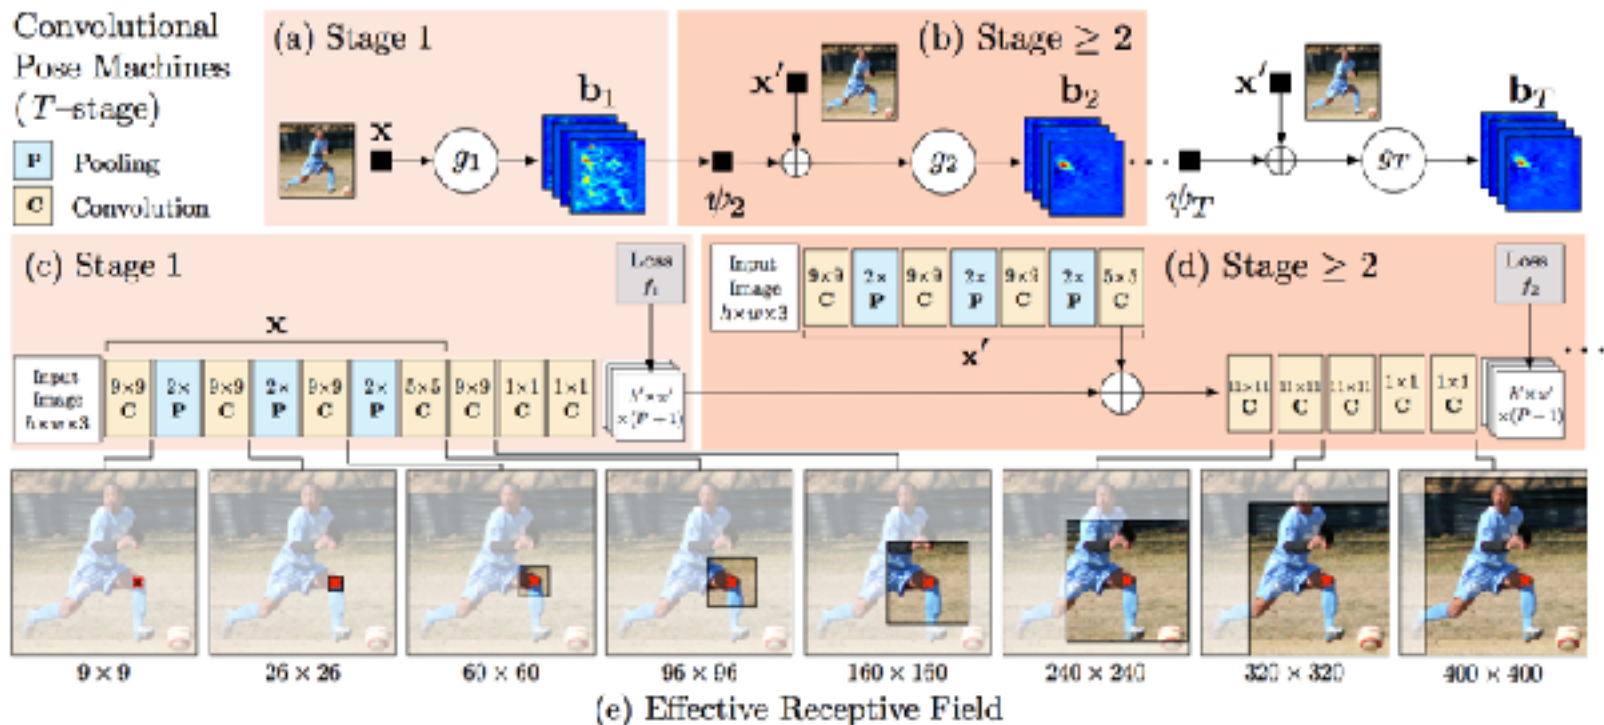 Convolutional
Pose Machines
(T–stage)
P Pooling
C Convolution
(a) Stage 1
x
g₁
b₁
(b) Stage ≥ 2
x′
ψ₂
g₂
b₂
· · ·
x′
ψ_T
g_T
b_T
(c) Stage 1
Loss
f₁
x
Input
Image
h×w×3
9×9
C
2×
P
9×9
C
2×
P
9×9
C
2×
P
5×5
C
9×9
C
1×1
C
1×1
C
h′×w′
(d) Stage ≥ 2
Input
Image
h×w×3
9×9
C
2×
P
9×9
C
2×
P
9×9
C
2×
P
5×5
C
x′
Loss
f₂
11×11
C
11×11
C
11×11
C
1×1
C
1×1
C
h′×w′
· · ·
9 × 9
26 × 26
60 × 60
96 × 96
160 × 160
240 × 240
320 × 320
400 × 400
(e) Effective Receptive Field